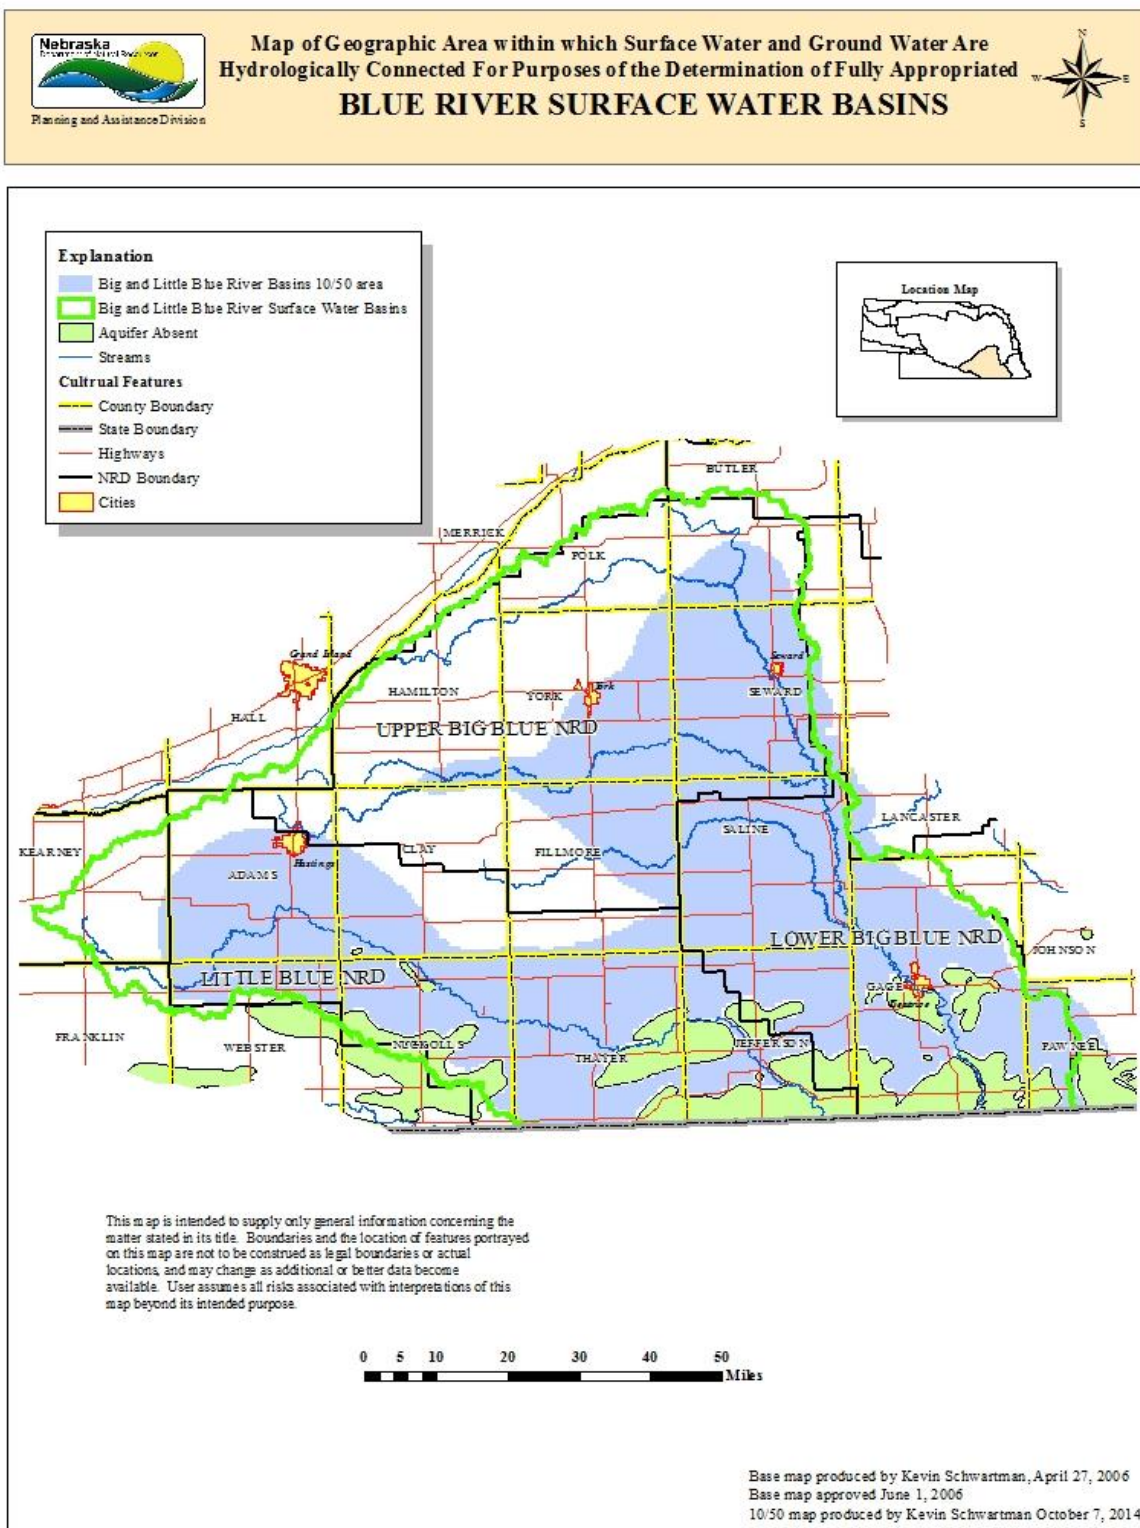 Nebraska
Department of Natural Resources
Planning and Assistance Division
Map of Geographic Area within which Surface Water and Ground Water Are
Hydrologically Connected For Purposes of the Determination of Fully Appropriated
BLUE RIVER SURFACE WATER BASINS
N
W
E
S
Explanation
Big and Little Blue River Basins 10/50 area
Big and Little Blue River Surface Water Basins
Aquifer Absent
Streams
Cultrual Features
County Boundary
State Boundary
Highways
NRD Boundary
Cities
Location Map
BUTLER
MERRICK
POLK
Grand Island
Seward
HAMILTON
YORK
York
SEWARD
HALL
UPPER BIG BLUE NRD
LANCASTER
SALINE
KEARNEY
CLAY
FILLMORE
Hastings
ADAMS
LOWER BIG BLUE NRD
JOHNSON
LITTLE BLUE NRD
GAGE
Beatrice
FRANKLIN
WEBSTER
NUCKOLLS
THAYER
JEFFERSON
PAWNEE
This map is intended to supply only general information concerning the
matter stated in its title. Boundaries and the location of features portrayed
on this map are not to be construed as legal boundaries or actual
locations, and may change as additional or better data become
available. User assumes all risks associated with interpretations of this
map beyond its intended purpose.
0 5 10 20 30 40 50
Miles
Base map produced by Kevin Schwartman, April 27, 2006
Base map approved June 1, 2006
10/50 map produced by Kevin Schwartman October 7, 2014